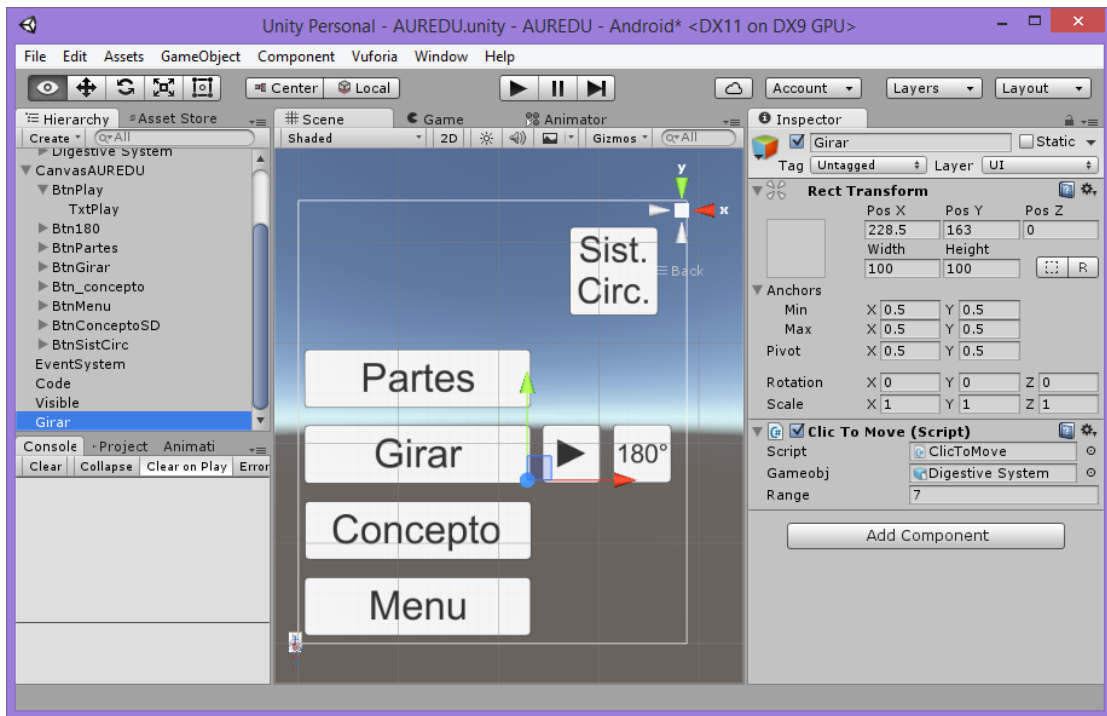 Unity Personal - AUREDU.unity - AUREDU - Android* <DX11 on DX9 GPU>
File Edit Assets GameObject Component Vuforia Window Help
Center Local Account Layers Layout
Hierarchy Asset Store
Create All
Digestive System
CanvasAUREDU
BtnPlay
TxtPlay
Btn180
BtnPartes
BtnGirar
Btn_concepto
BtnMenu
BtnConceptoSD
BtnSistCirc
EventSystem
Code
Visible
Girar
Console Project Animati
Clear Collapse Clear on Play Error
Scene Game Animator
Shaded 2D Gizmos All
y
x
Back
Sist.
Circ.
Partes
Girar 180°
Concepto
Menu
Inspector
Girar Static
Tag Untagged Layer UI
Rect Transform
Pos X Pos Y Pos Z
228.5 163 0
Width Height
100 100 R
Anchors
Min X 0.5 Y 0.5
Max X 0.5 Y 0.5
Pivot X 0.5 Y 0.5
Rotation X 0 Y 0 Z 0
Scale X 1 Y 1 Z 1
Clic To Move (Script)
Script ClicToMove
Gameobj Digestive System
Range 7
Add Component